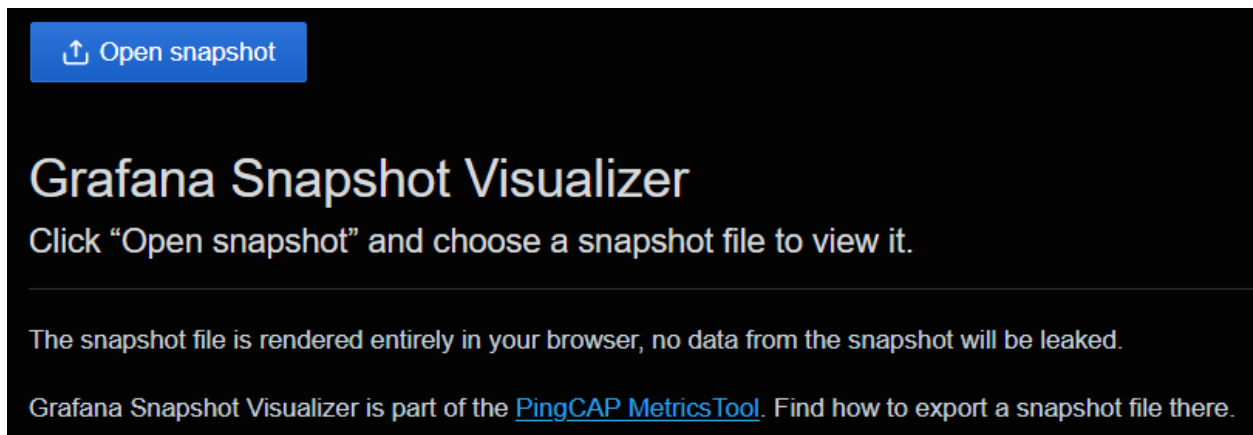 Open snapshot
Grafana Snapshot Visualizer
Click “Open snapshot” and choose a snapshot file to view it.
The snapshot file is rendered entirely in your browser, no data from the snapshot will be leaked.
Grafana Snapshot Visualizer is part of the PingCAP MetricsTool. Find how to export a snapshot file there.